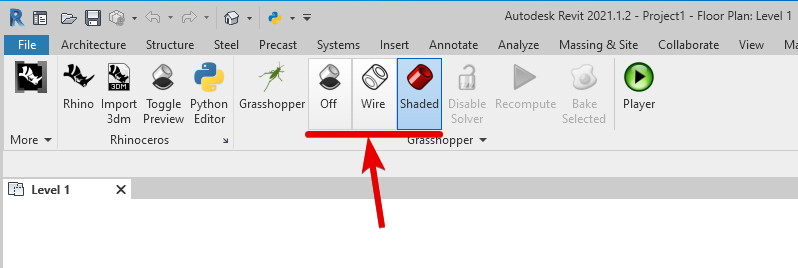 Autodesk Revit 2021.1.2 - Project1 - Floor Plan: Level 1
File Architecture Structure Steel Precast Systems Insert Annotate Analyze Massing & Site Collaborate View Ma
Rhino Import 3dm Toggle Preview Python Editor Grasshopper Off Wire Shaded Disable Solver Recompute Bake Selected Player
More Rhinoceros Grasshopper
Level 1